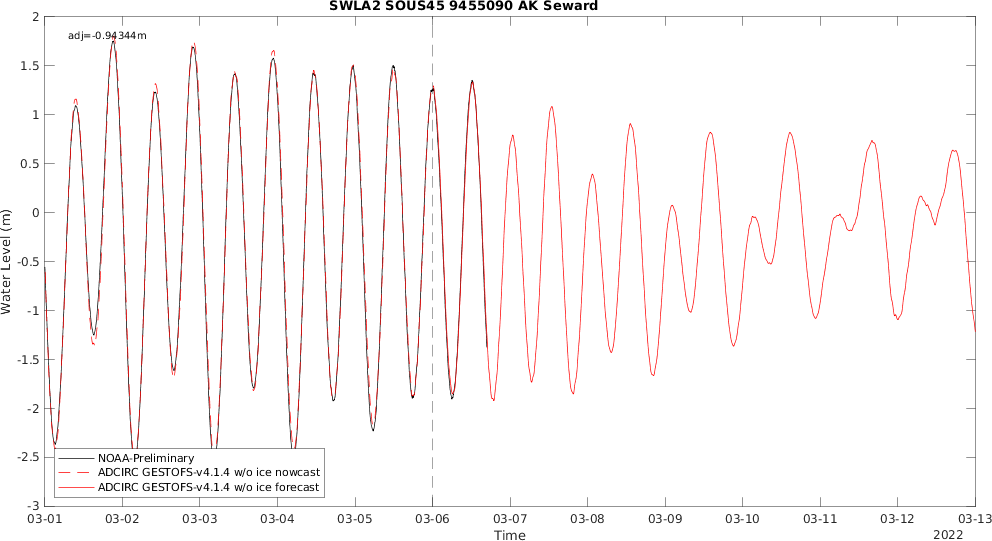 SWLA2 SOUS45 9455090 AK Seward
adj=-0.94344m
2
1.5
1
0.5
0
-0.5
-1
-1.5
-2
-2.5
-3
Water Level (m)
NOAA-Preliminary
ADCIRC GESTOFS-v4.1.4 w/o ice nowcast
ADCIRC GESTOFS-v4.1.4 w/o ice forecast
03-01 03-02 03-03 03-04 03-05 03-06 03-07 03-08 03-09 03-10 03-11 03-12 03-13
Time
2022